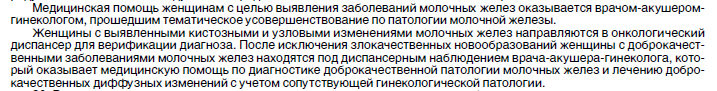 Медицинская помощь женщинам с целью выявления заболеваний молочных желез оказывается врачом-акушером-
гинекологом, прошедшим тематическое усовершенствование по патологии молочной железы.
Женщины с выявленными кистозными и узловыми изменениями молочных желез направляются в онкологический
диспансер для верификации диагноза. После исключения злокачественных новообразований женщины с доброкачест-
венными заболеваниями молочных желез находятся под диспансерным наблюдением врача-акушера-гинеколога, кото-
рый оказывает медицинскую помощь по диагностике доброкачественной патологии молочных желез и лечению добро-
качественных диффузных изменений с учетом сопутствующей гинекологической патологии.